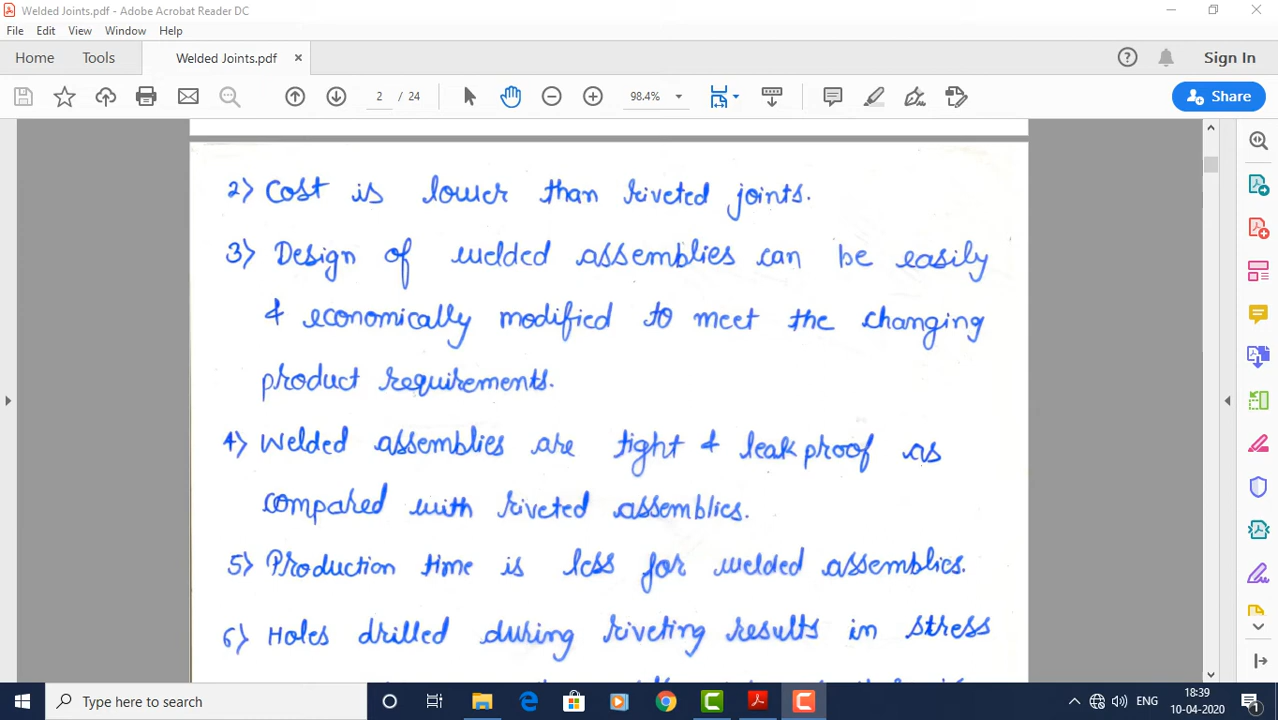 Welded Joints.pdf - Adobe Acrobat Reader DC
File Edit View Window Help
Home Tools Welded Joints.pdf × Sign In
2 / 24 98.4% Share
2) Cost is lower than riveted joints.
3) Design of welded assemblies can be easily
& economically modified to meet the changing
product requirements.
4) Welded assemblies are tight & leakproof as
compared with riveted assemblies.
5) Production time is less for welded assemblies.
6) Holes drilled during riveting results in stress
Type here to search
ENG
18:39
10-04-2020
1